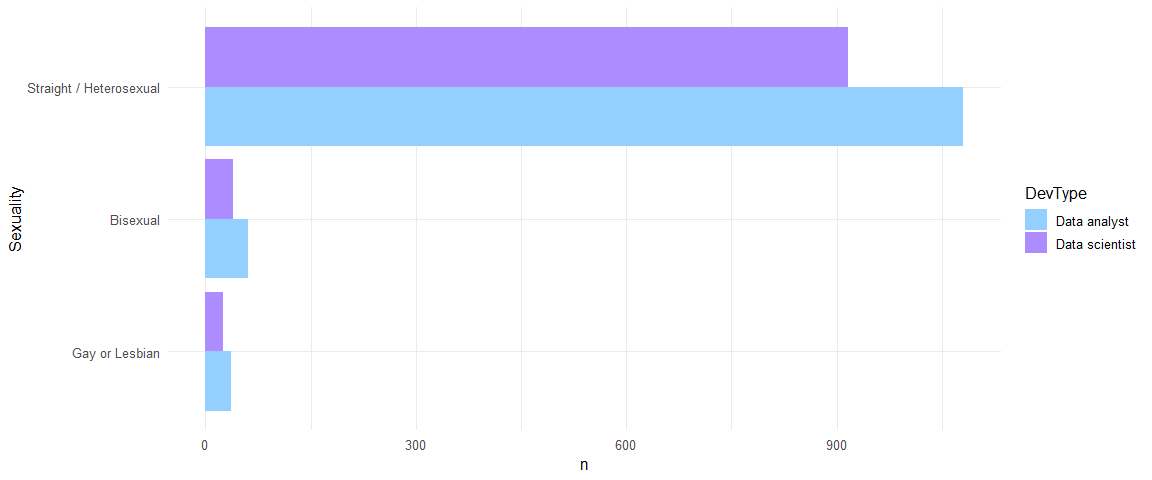 Straight / Heterosexual
Bisexual
Gay or Lesbian
Sexuality
0 300 600 900
n
DevType
Data analyst
Data scientist